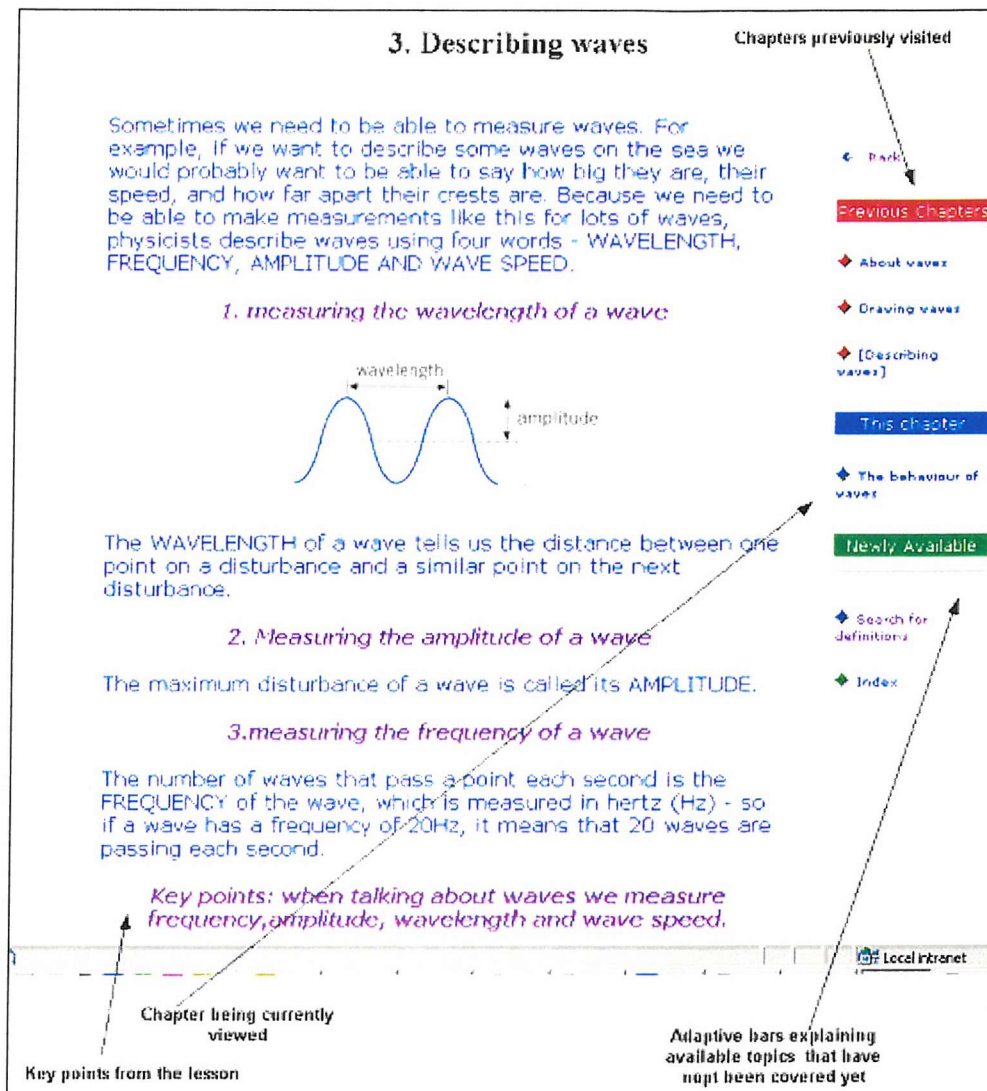 3. Describing waves
Chapters previously visited
Sometimes we need to be able to measure waves. For
example, if we want to describe some waves on the sea we
would probably want to be able to say how big they are, their
speed, and how far apart their crests are. Because we need to
be able to make measurements like this for lots of waves,
physicists describe waves using four words - WAVELENGTH,
FREQUENCY, AMPLITUDE AND WAVE SPEED.
1. measuring the wavelength of a wave
wavelength
amplitude
The WAVELENGTH of a wave tells us the distance between one
point on a disturbance and a similar point on the next
disturbance.
2. Measuring the amplitude of a wave
The maximum disturbance of a wave is called its AMPLITUDE.
3.measuring the frequency of a wave
The number of waves that pass a point each second is the
FREQUENCY of the wave, which is measured in hertz (Hz) - so
if a wave has a frequency of 20Hz, it means that 20 waves are
passing each second.
Key points: when talking about waves we measure
frequency,amplitude, wavelength and wave speed.
Back
Previous Chapters
About waves
Drawing waves
[Describing
waves]
This chapter
The behaviour of
waves
Newly Available
Search for
definitions
Index
Local intranet
Chapter being currently
viewed
Key points from the lesson
Adaptive bars explaining
available topics that have
nopt been covered yet